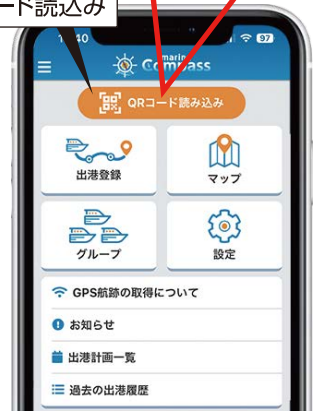 ード読込み
97
marine
Compass
QRコード読み込み
出港登録
マップ
グループ
設定
GPS航跡の取得について
お知らせ
出港計画一覧
過去の出港履歴